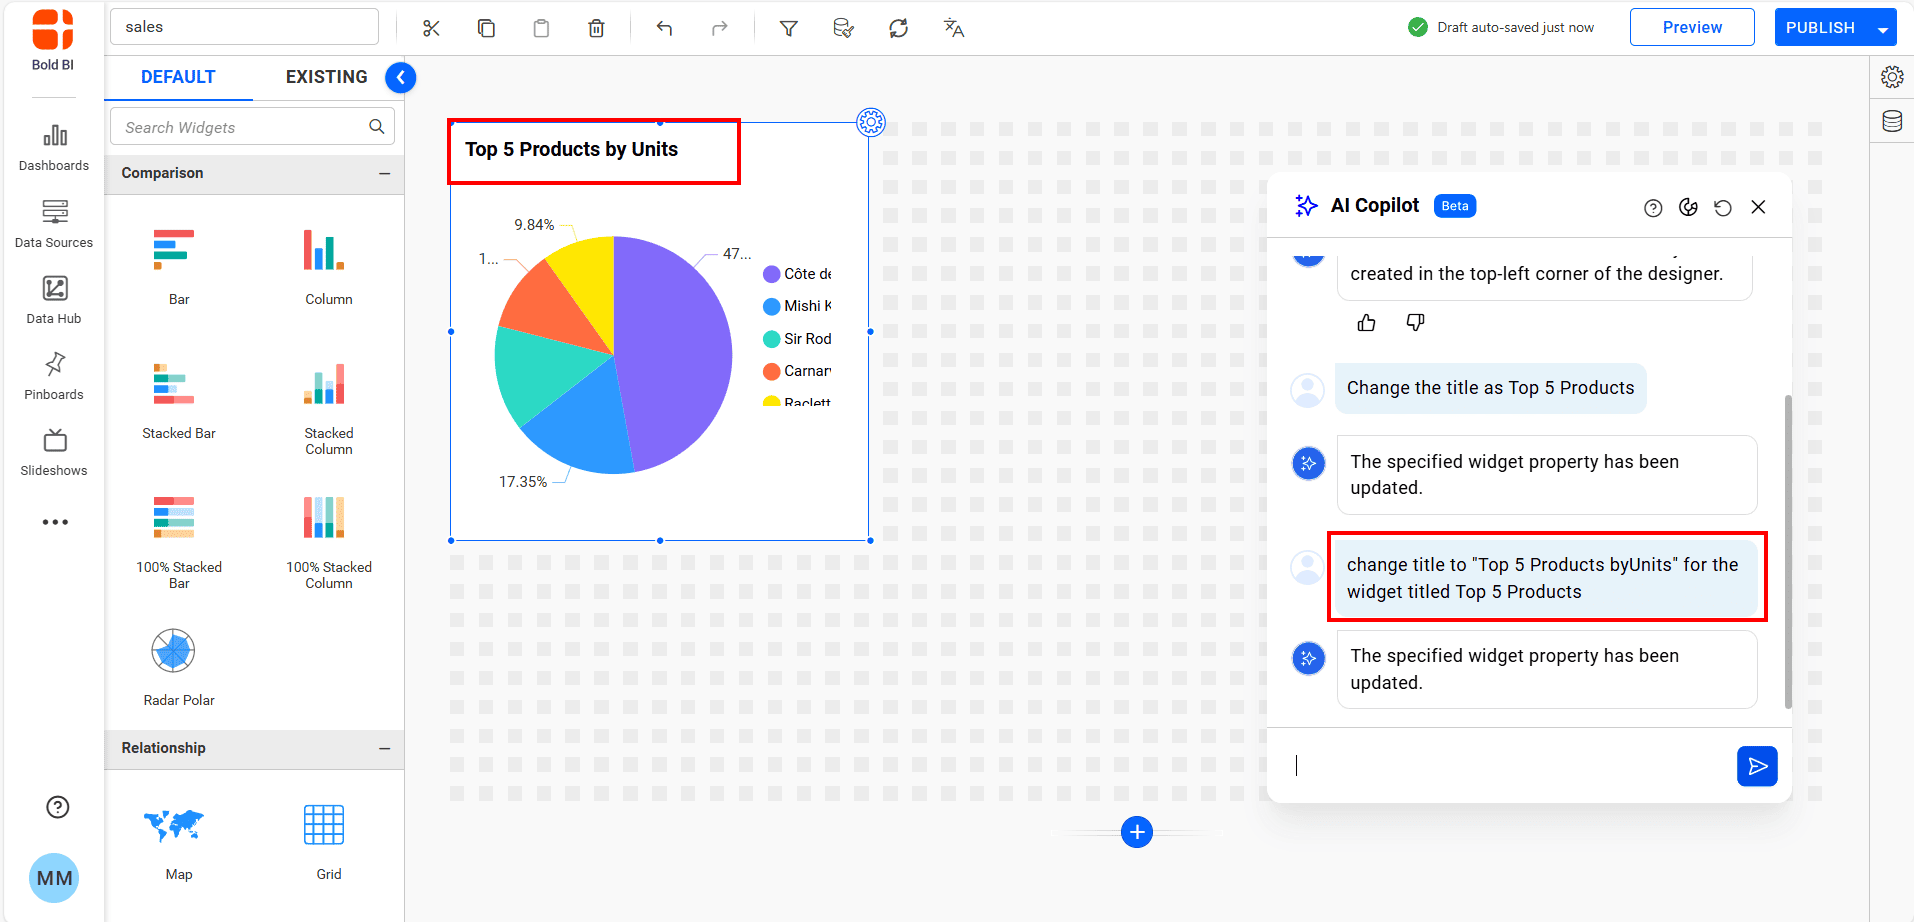 sales
Draft auto-saved just now
Preview
PUBLISH
Bold BI
Dashboards
Data Sources
Data Hub
Pinboards
Slideshows
MM
DEFAULT
EXISTING
Search Widgets
Comparison
Bar
Column
Stacked Bar
Stacked
Column
100% Stacked
Bar
100% Stacked
Column
Radar Polar
Relationship
Map
Grid
Top 5 Products by Units
9.84%
1...
47...
17.35%
Côte de
Mishi K
Sir Rod
Carnar
Raclett
AI Copilot
Beta
created in the top-left corner of the designer.
Change the title as Top 5 Products
The specified widget property has been
updated.
change title to "Top 5 Products byUnits" for the
widget titled Top 5 Products
The specified widget property has been
updated.